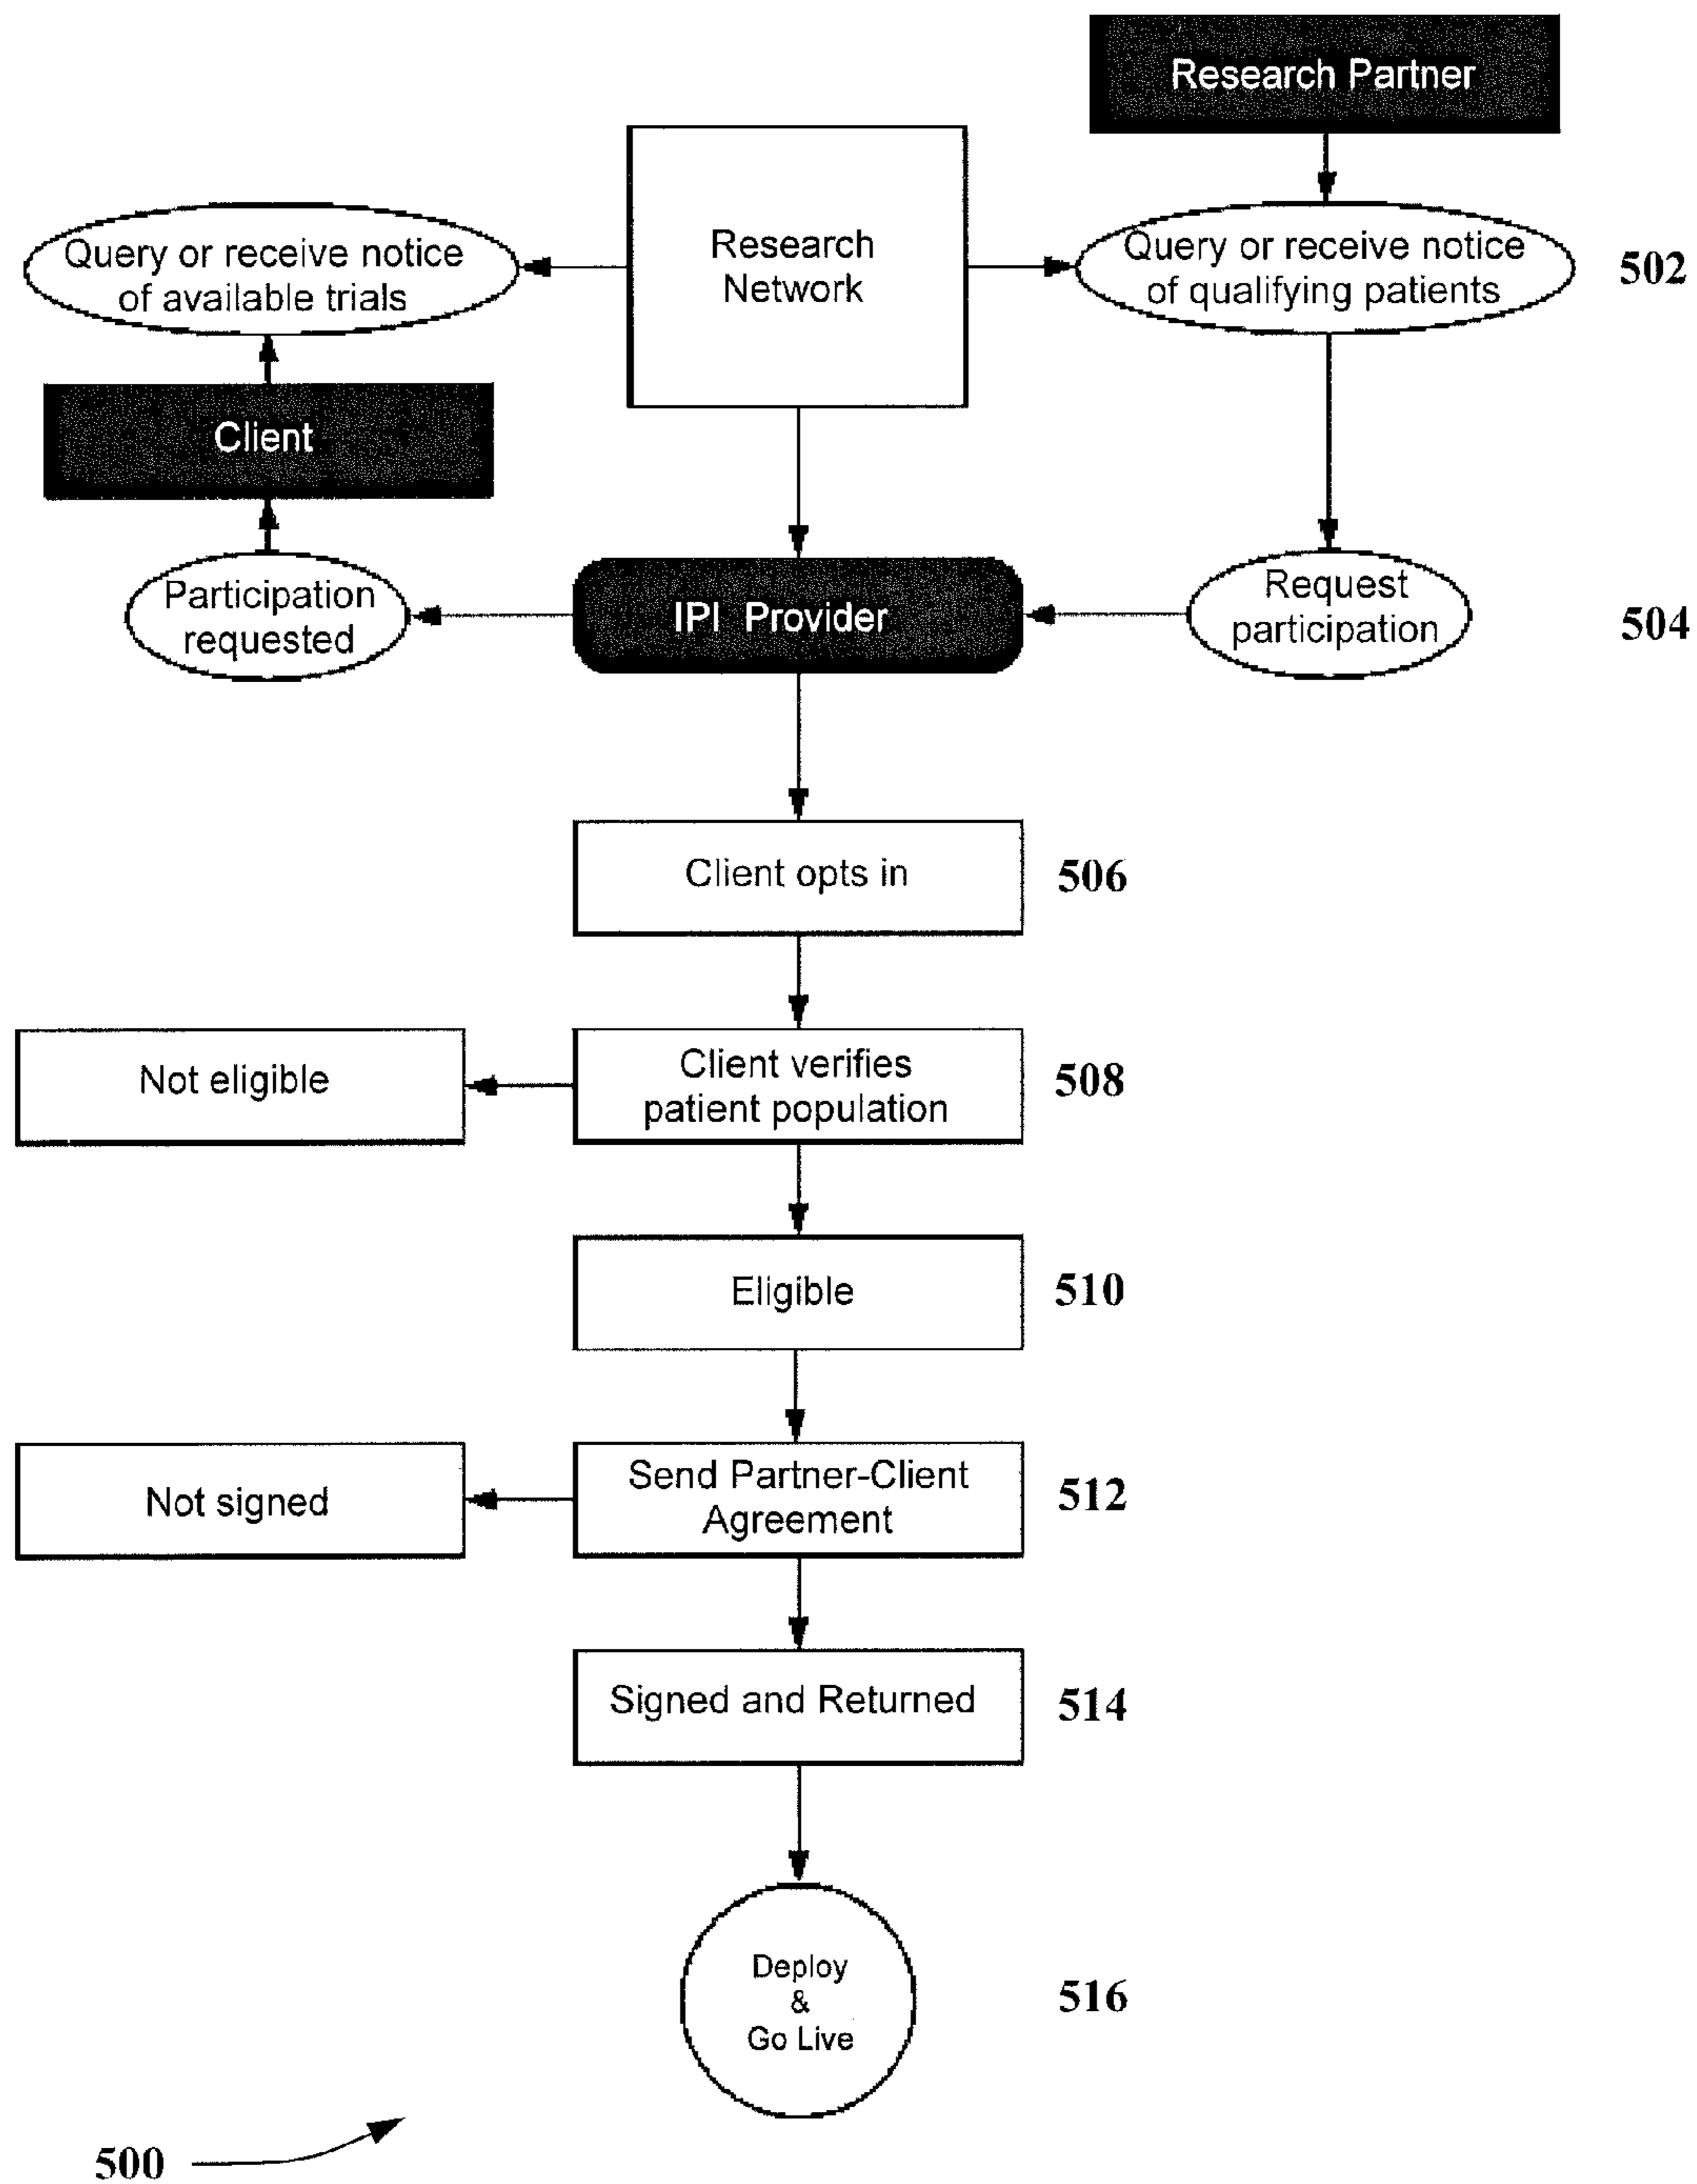 Research Partner
Research
Network
Query or receive notice
of available trials
Query or receive notice
of qualifying patients
502
Client
Participation
requested
IPI Provider
Request
participation
504
Client opts in
506
Not eligible
Client verifies
patient population
508
Eligible
510
Not signed
Send Partner-Client
Agreement
512
Signed and Returned
514
Deploy
&
Go Live
516
500